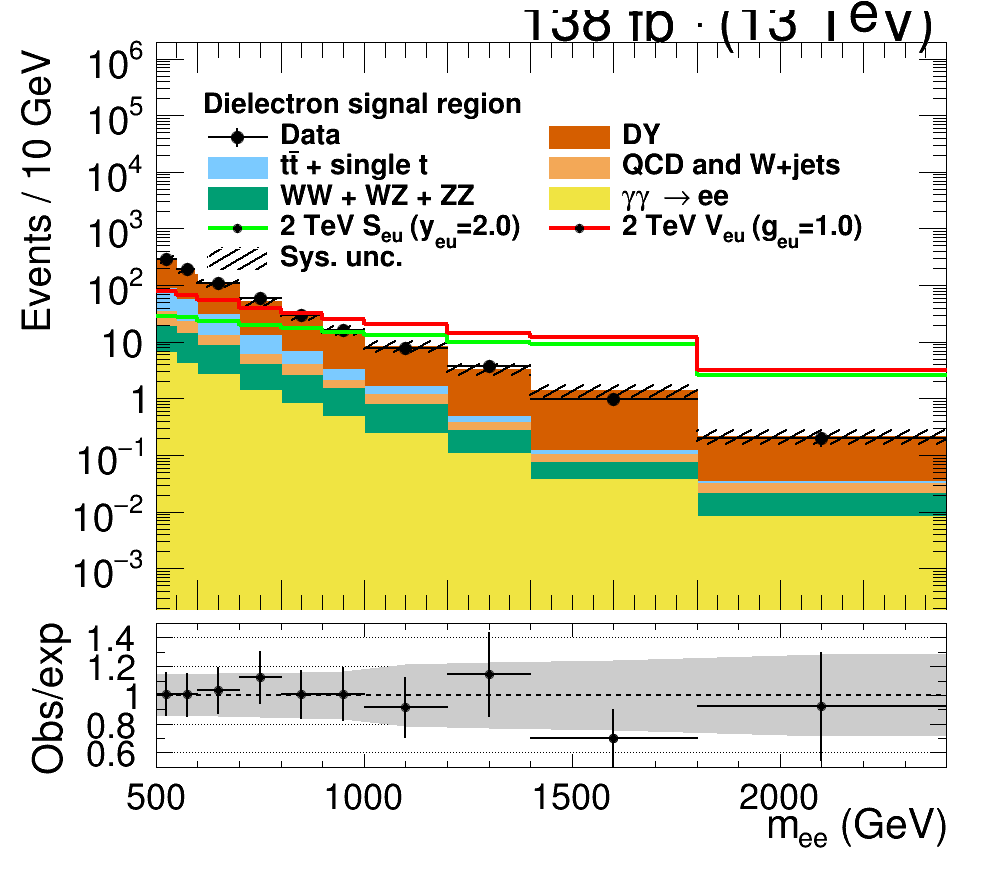 138 fb⁻ (13 TeV)
Events / 10 GeV
10⁶
10⁵
10⁴
10³
10²
10
1
10⁻¹
10⁻²
10⁻³
Dielectron signal region
Data
DY
tt̄ + single t
QCD and W+jets
WW + WZ + ZZ
γγ → ee
2 TeV S_eu (y_eu=2.0)
2 TeV V_eu (g_eu=1.0)
Sys. unc.
Obs/exp
1.4
1.2
1
0.8
0.6
500
1000
1500
2000
m_ee (GeV)